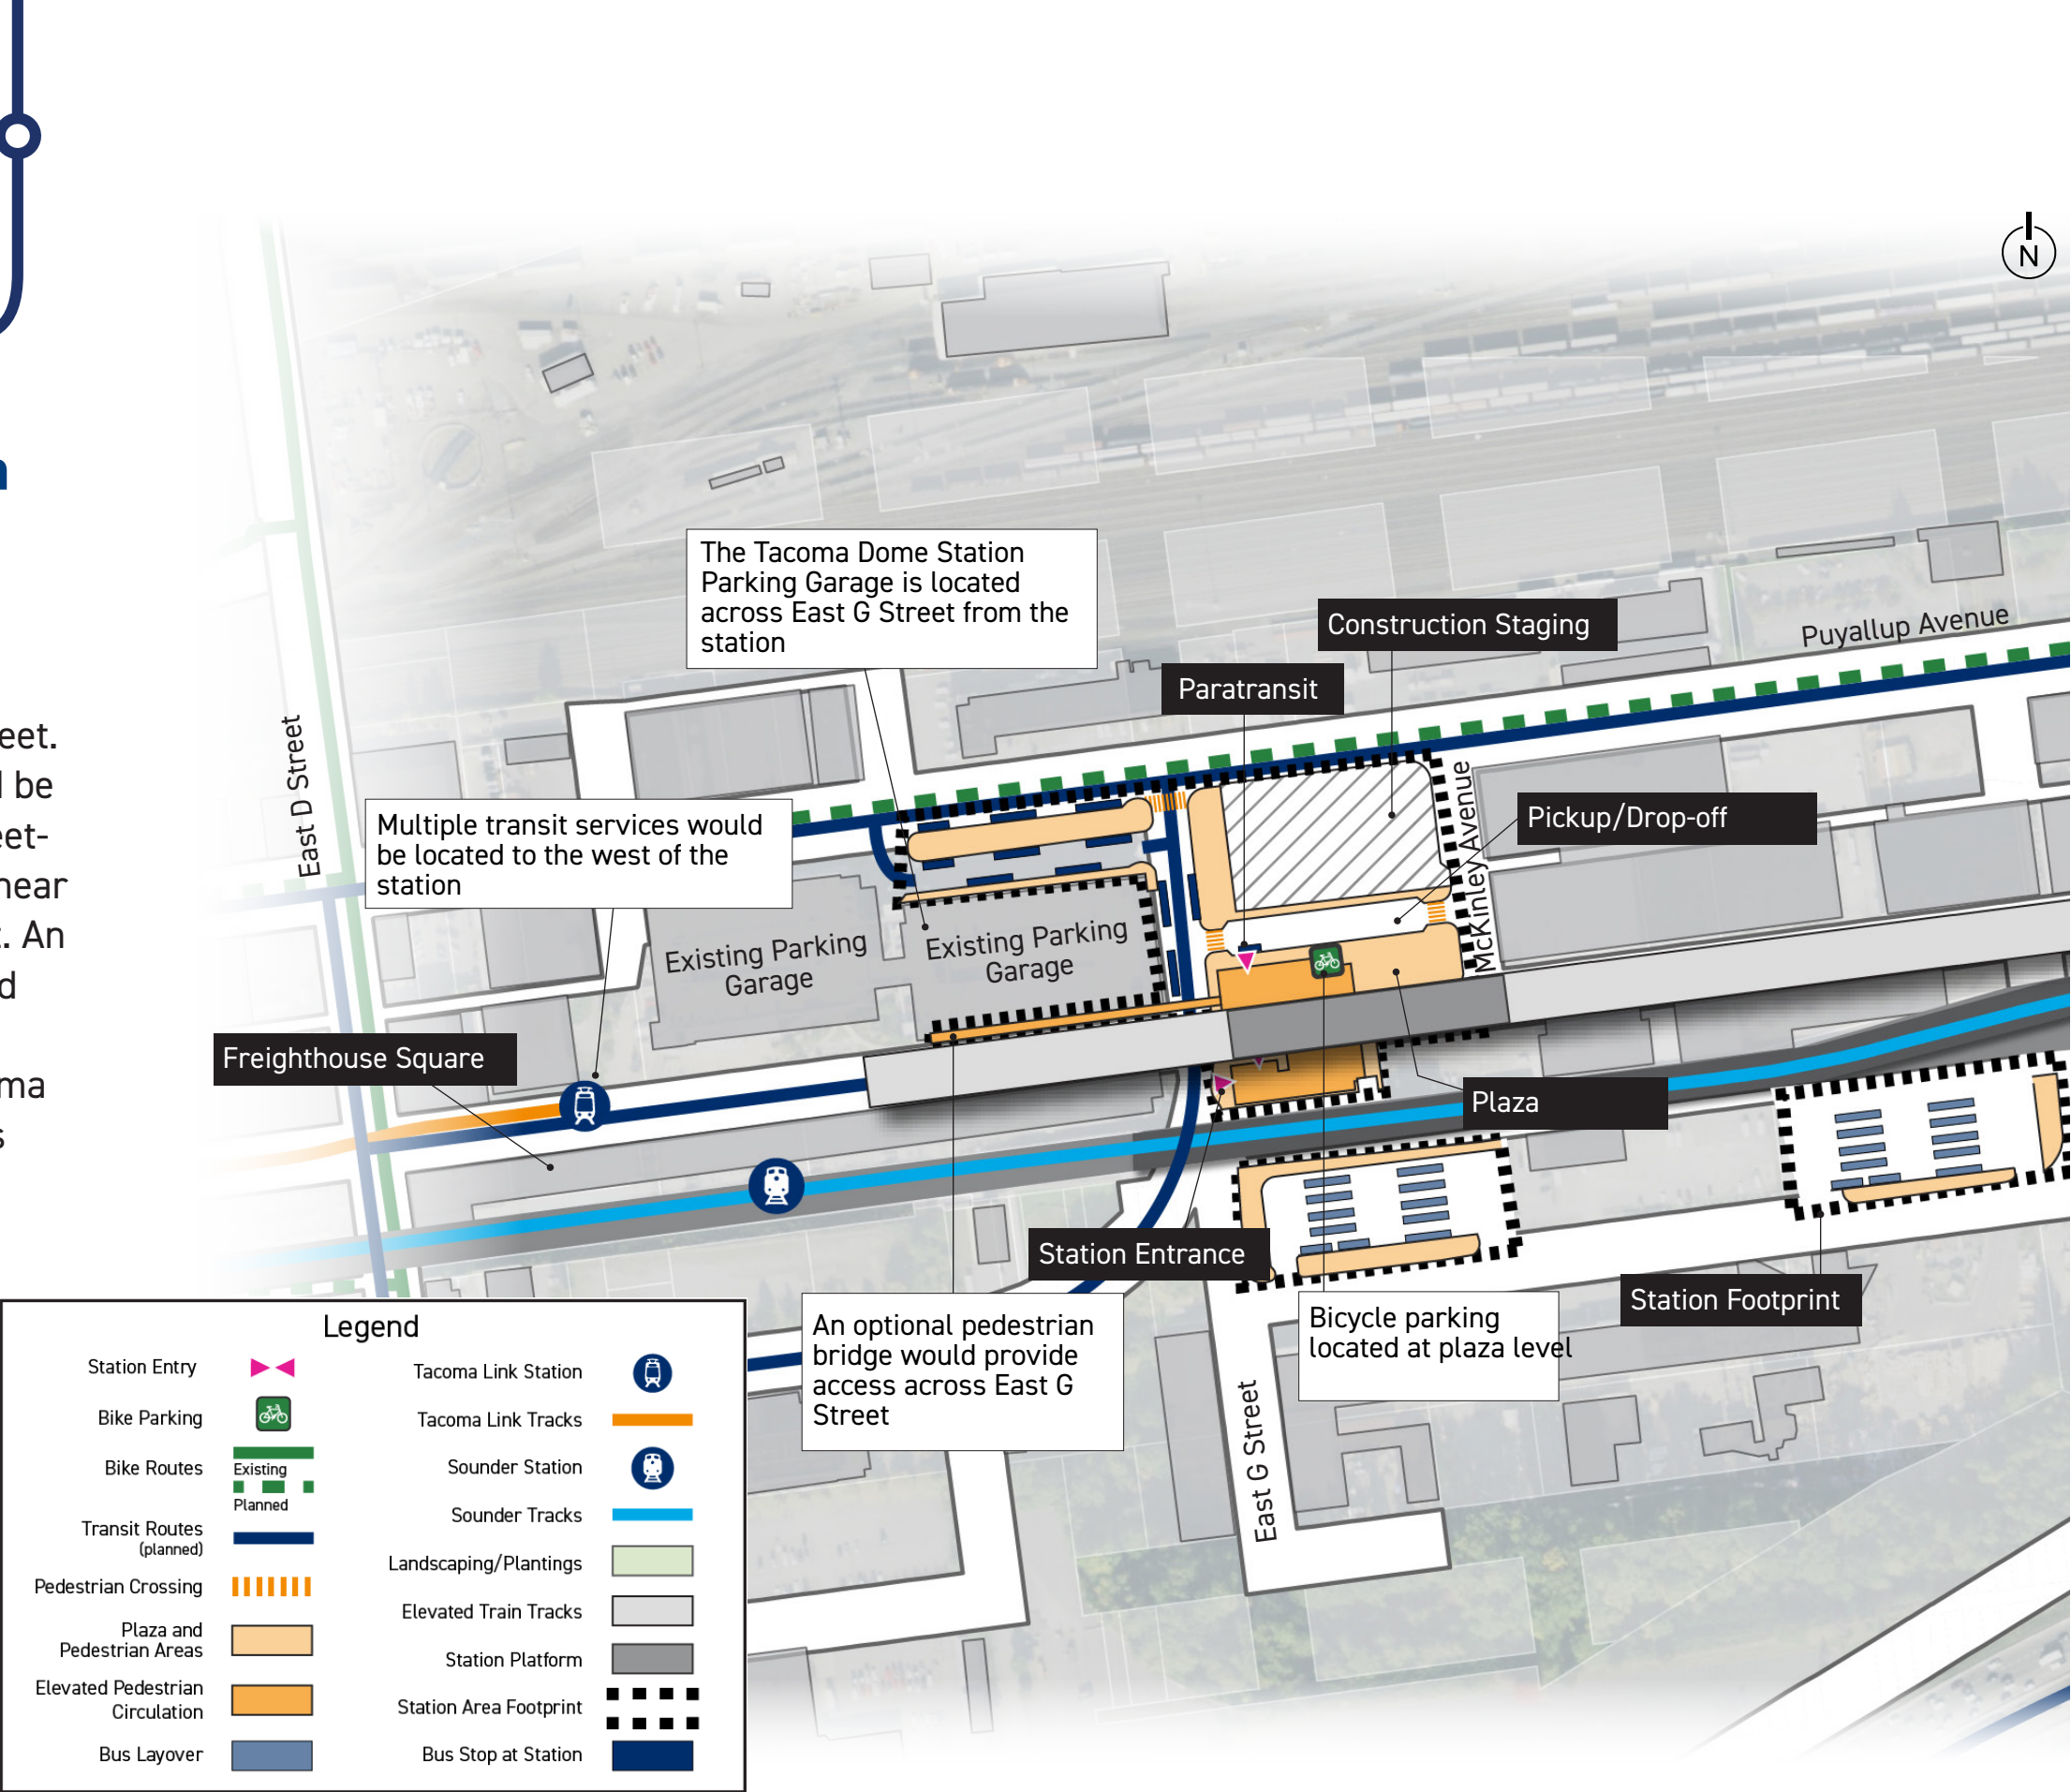 eet.
be
eet-
near
. An
d
ma
s
N
The Tacoma Dome Station
Parking Garage is located
across East G Street from the
station
Construction Staging
Paratransit
Puyallup Avenue
East D Street
Multiple transit services would
be located to the west of the
station
McKinley Avenue
Pickup/Drop-off
Existing Parking
Garage
Existing Parking
Garage
Freighthouse Square
Plaza
Station Entrance
Station Footprint
An optional pedestrian
bridge would provide
access across East G
Street
Bicycle parking
located at plaza level
East G Street
Legend
Station Entry
Bike Parking
Bike Routes
Existing
Planned
Transit Routes
(planned)
Pedestrian Crossing
Plaza and
Pedestrian Areas
Elevated Pedestrian
Circulation
Bus Layover
Tacoma Link Station
Tacoma Link Tracks
Sounder Station
Sounder Tracks
Landscaping/Plantings
Elevated Train Tracks
Station Platform
Station Area Footprint
Bus Stop at Station